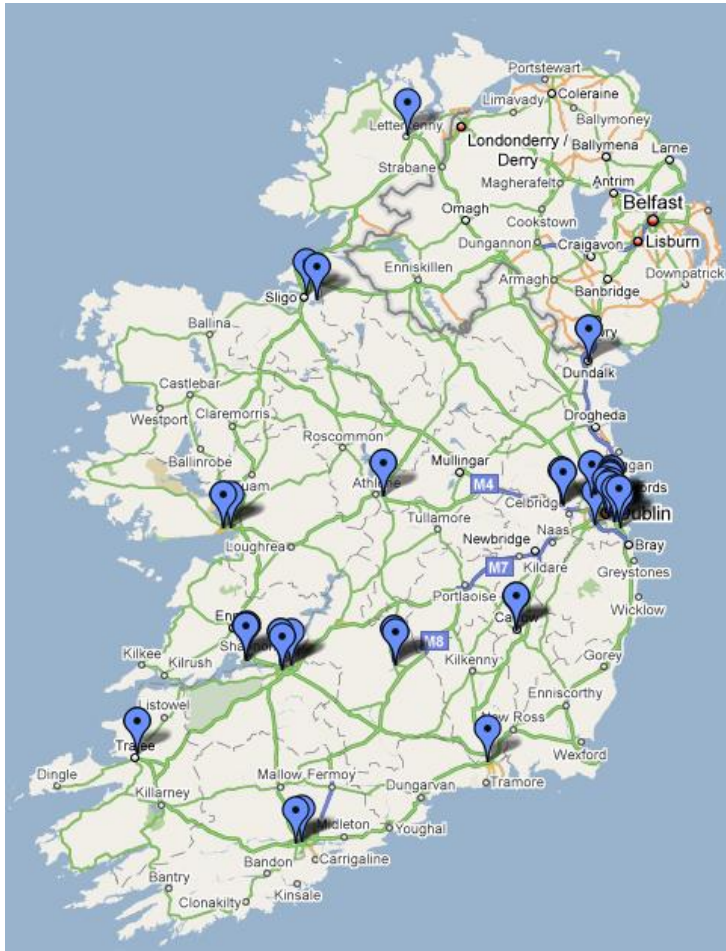 Portstewart
Coleraine
Limavady
Ballymoney
Letterkenny
Londonderry /
Derry
Ballymena
Larne
Strabane
Magherafelt
Antrim
Omagh
Cookstown
Belfast
Dungannon
Craigavon
Lisburn
Enniskillen
Armagh
Downpatrick
Banbridge
Sligo
Ballina
Dundalk
Castlebar
Westport
Claremorris
Drogheda
Roscommon
Ballinrobe
Mullingar
M4
Athlone
Celbridge
Dublin
Tullamore
Naas
Loughrea
Newbridge
Bray
M7
Kildare
Greystones
Portlaoise
Wicklow
Carlow
Shannon
M8
Kilkee
Kilrush
Kilkenny
Gorey
Listowel
Enniscorthy
New Ross
Tralee
Wexford
Dingle
Mallow
Fermoy
Tramore
Killarney
Dungarvan
Midleton
Youghal
Bandon
Carrigaline
Bantry
Kinsale
Clonakilty